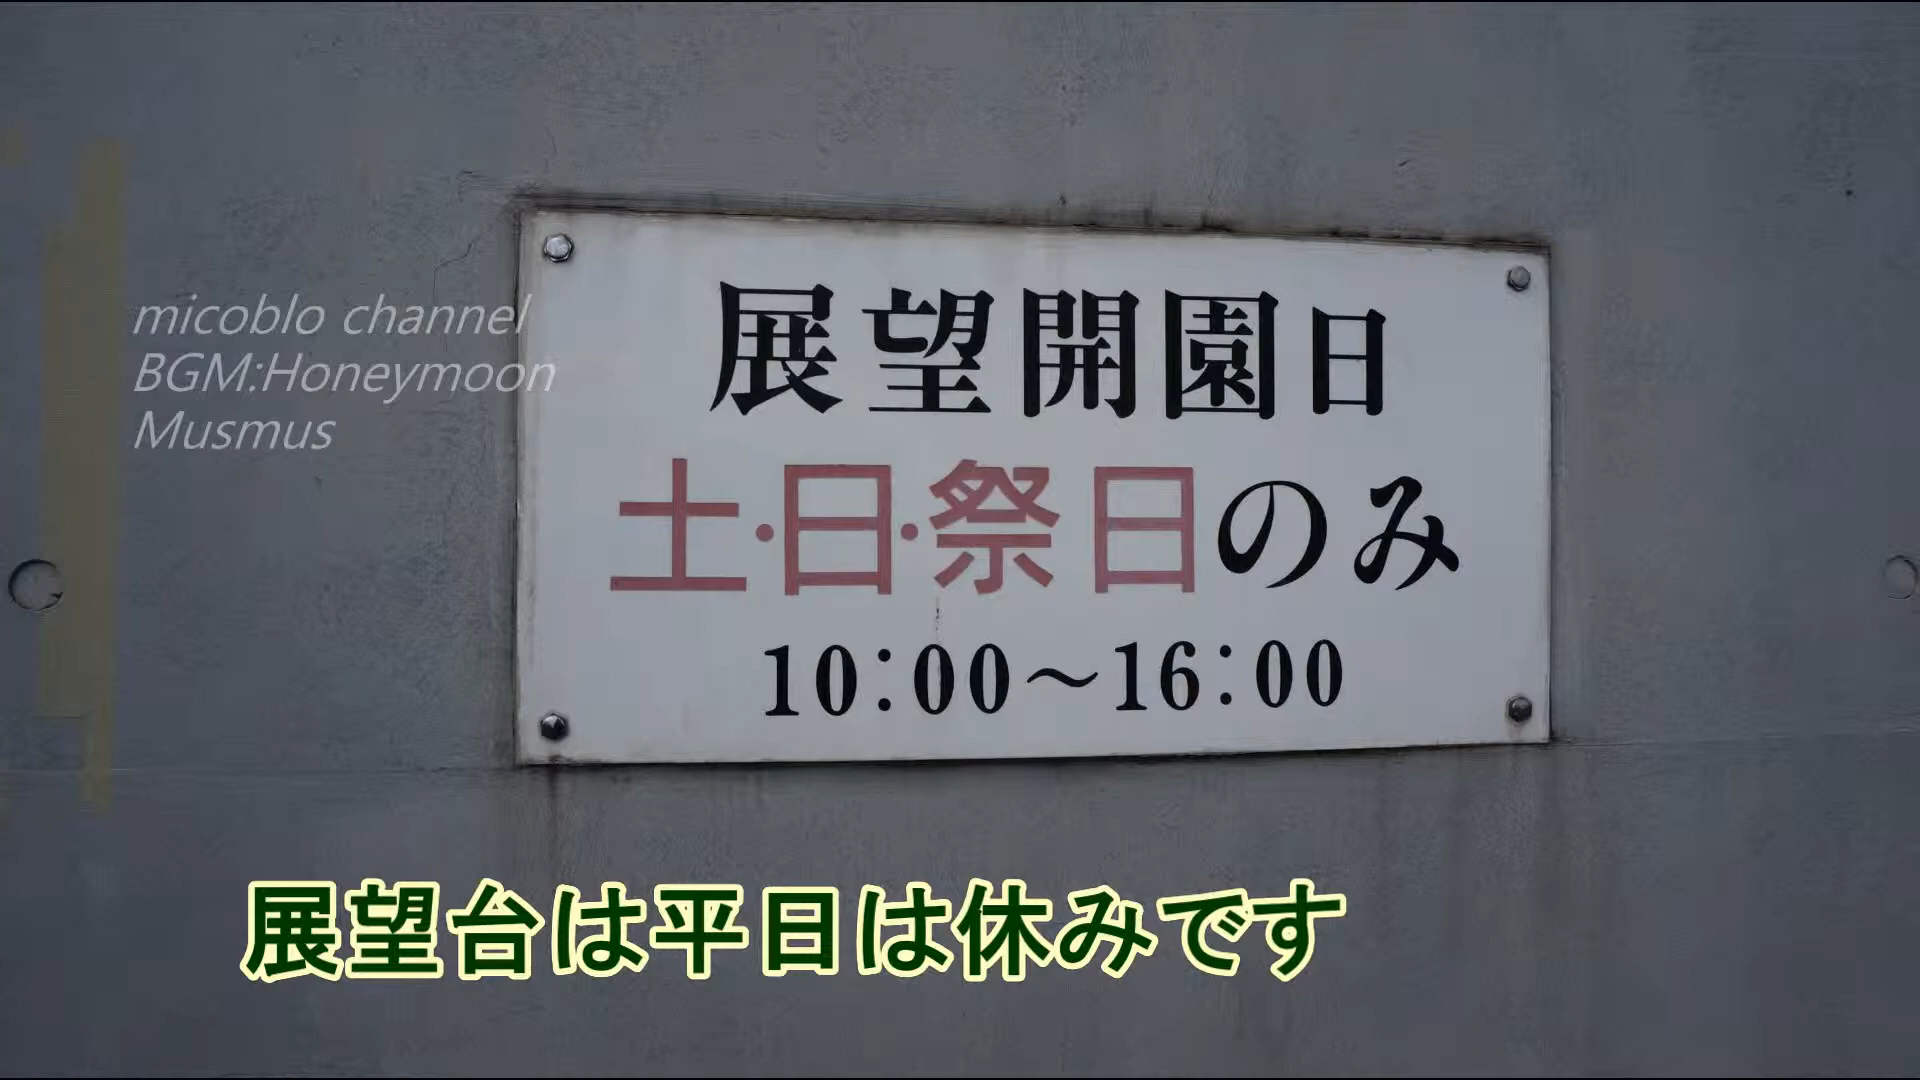 micoblo channel
BGM:Honeymoon
Musmus
展望開園日
土・日・祭日のみ
10:00～16:00
展望台は平日は休みです